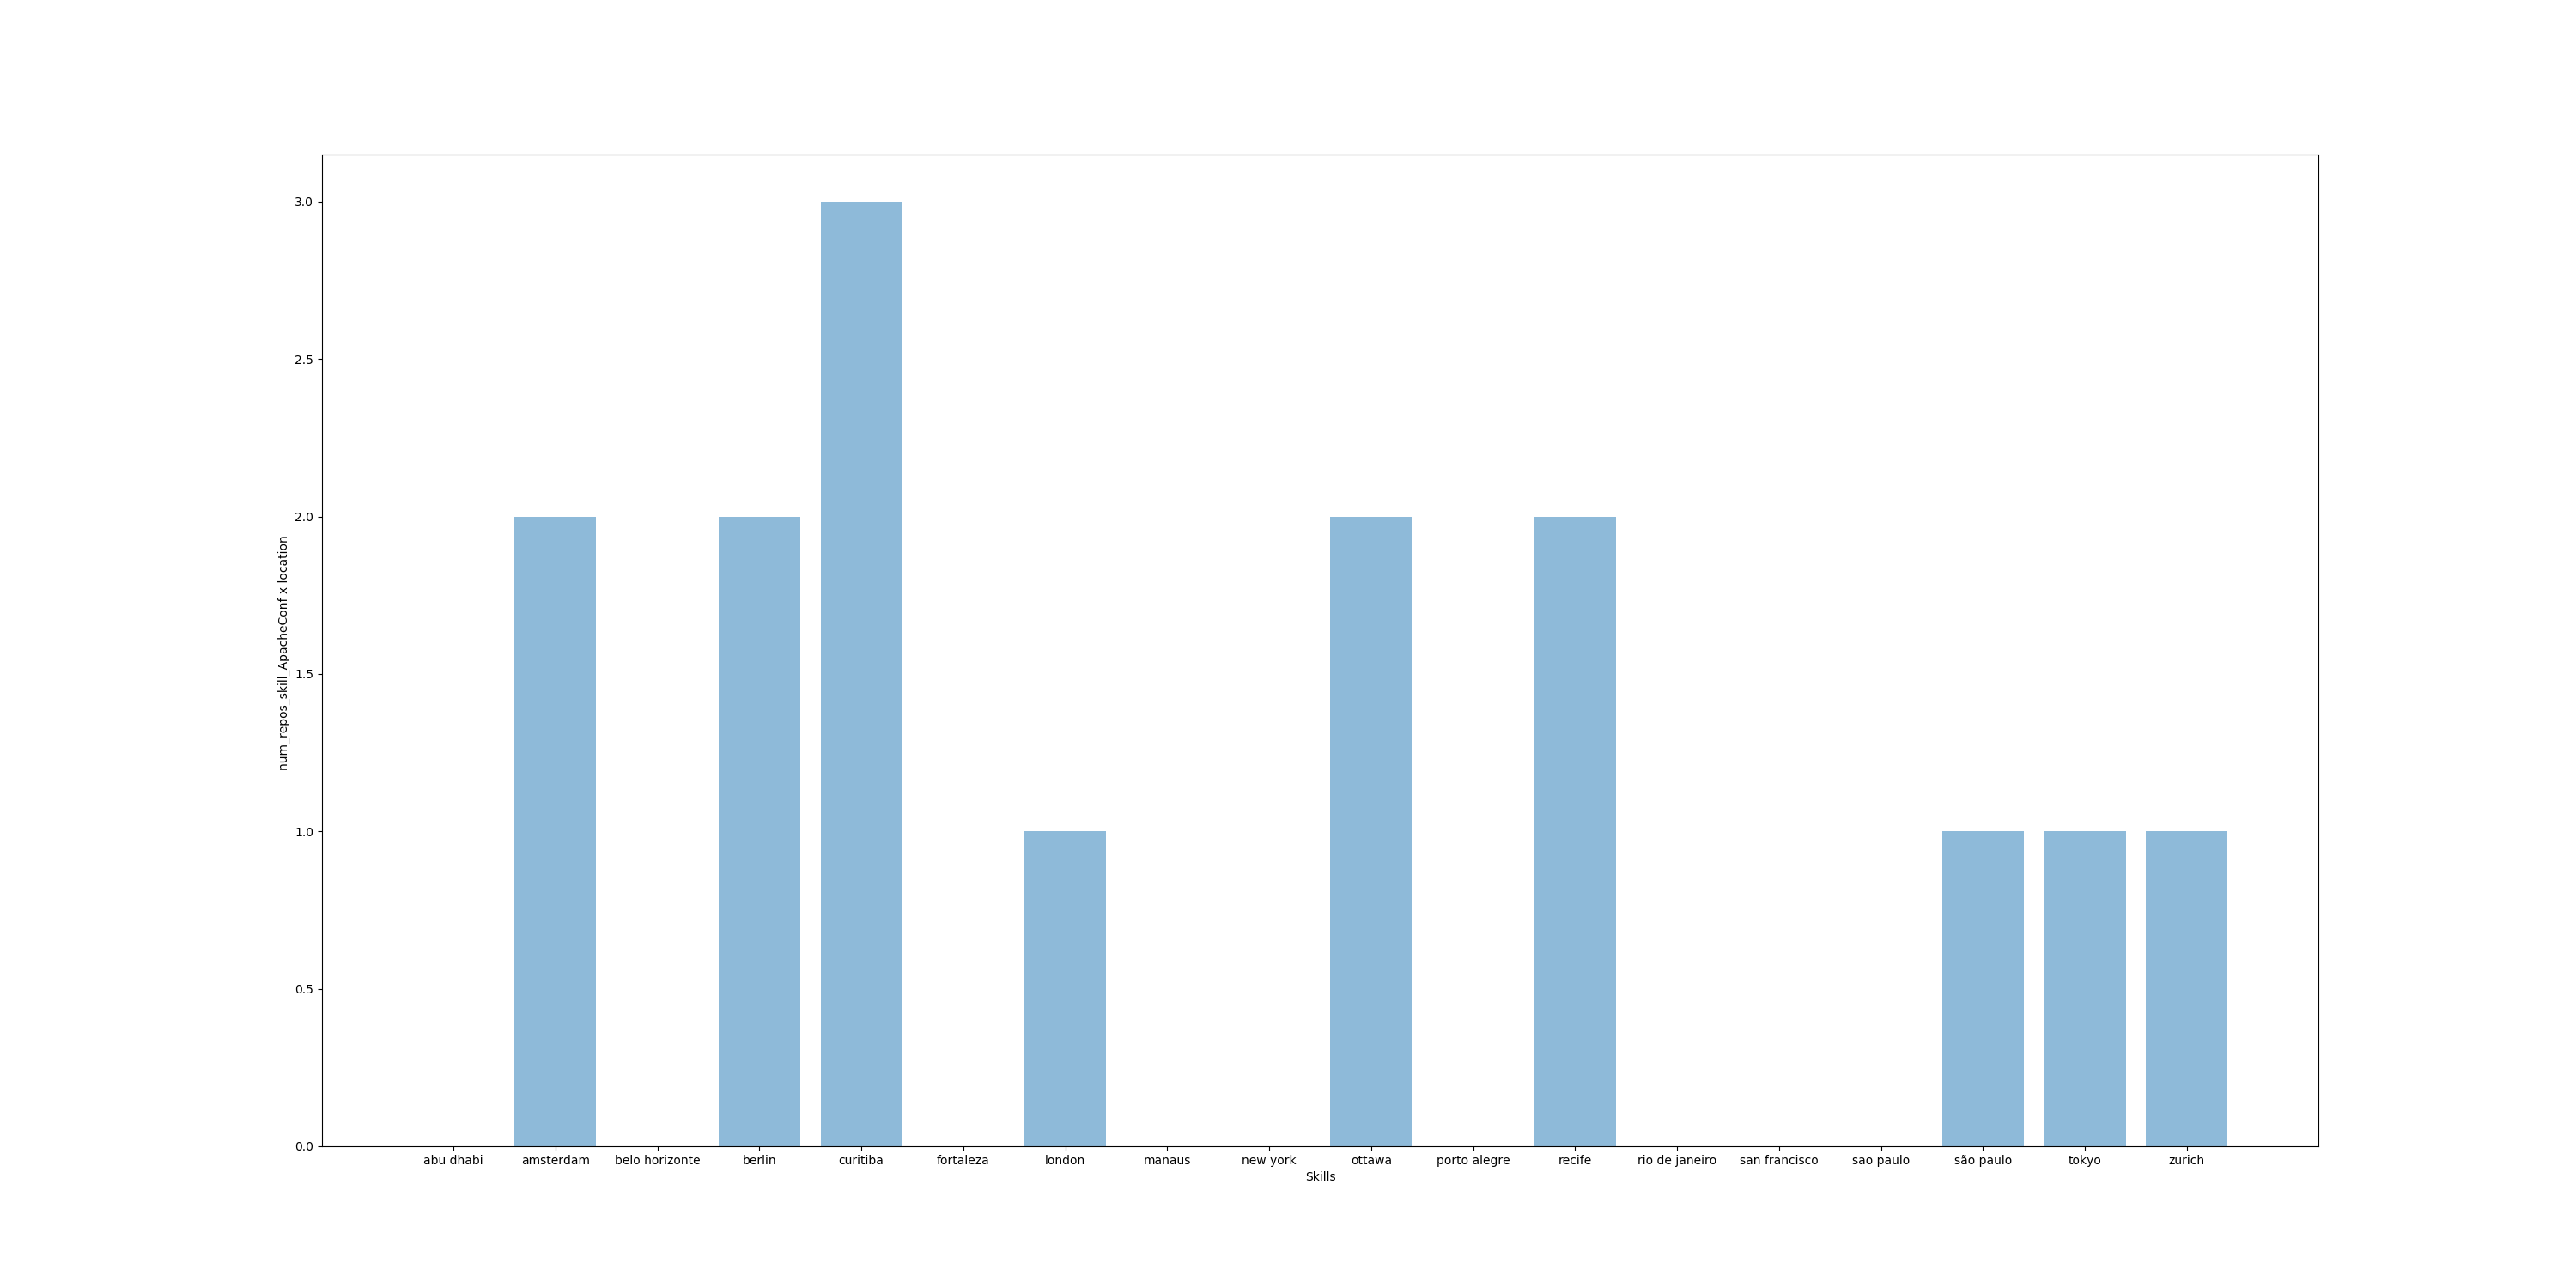 3.0
2.5
2.0
1.5
1.0
0.5
0.0
num_repos_skill_ApacheConf x location
abu dhabi amsterdam belo horizonte berlin curitiba fortaleza london manaus new york ottawa porto alegre recife rio de janeiro san francisco sao paulo são paulo tokyo zurich
Skills